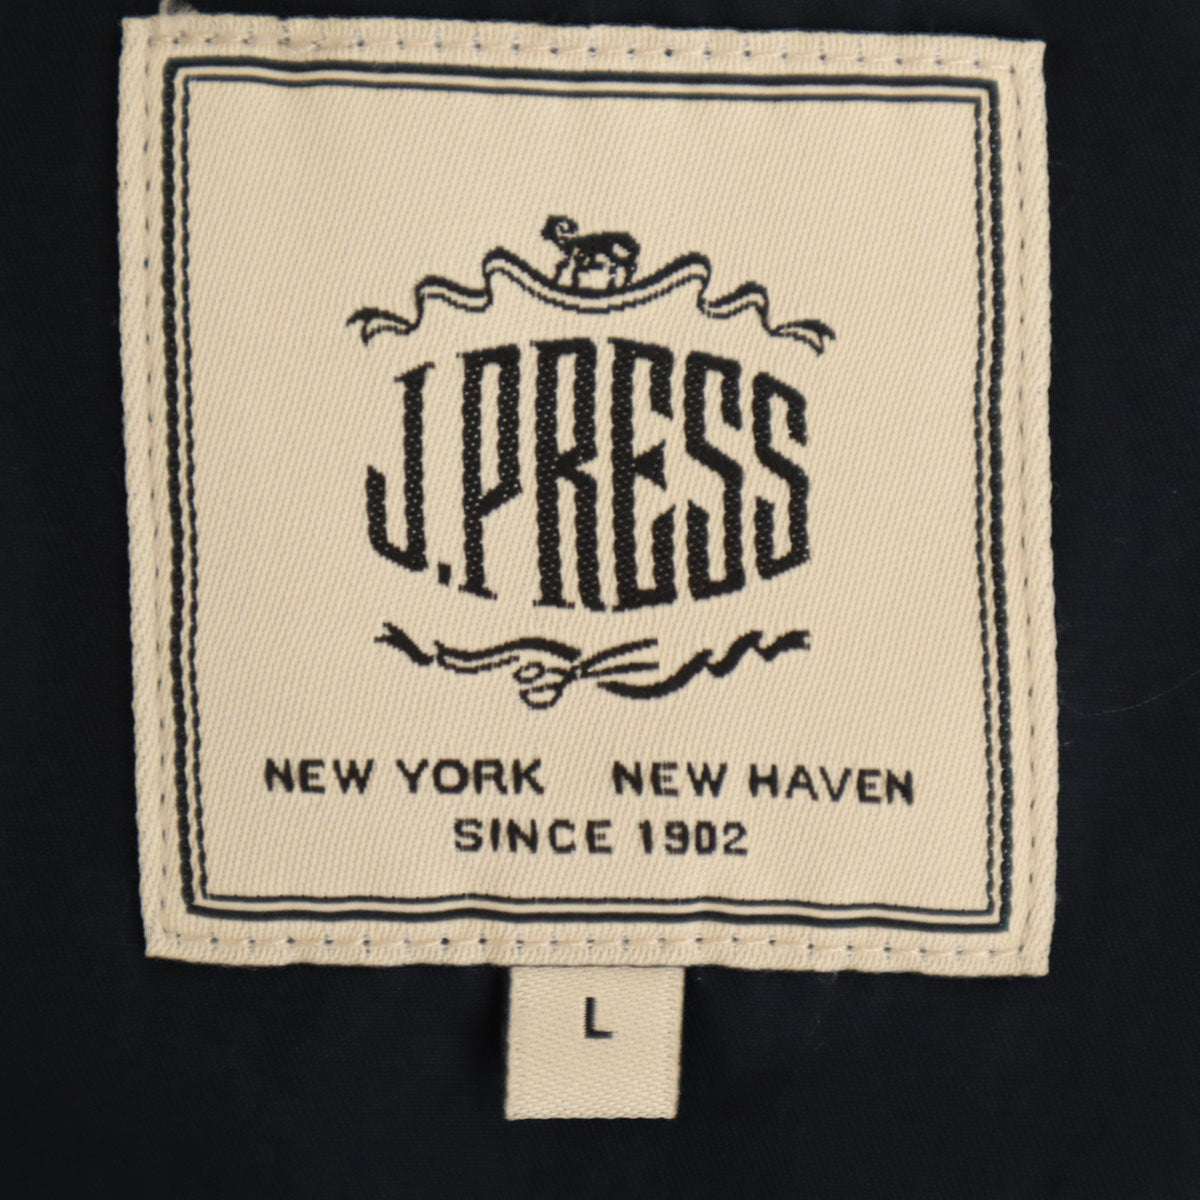 J.PRESS
NEW YORK NEW HAVEN
SINCE 1902
L